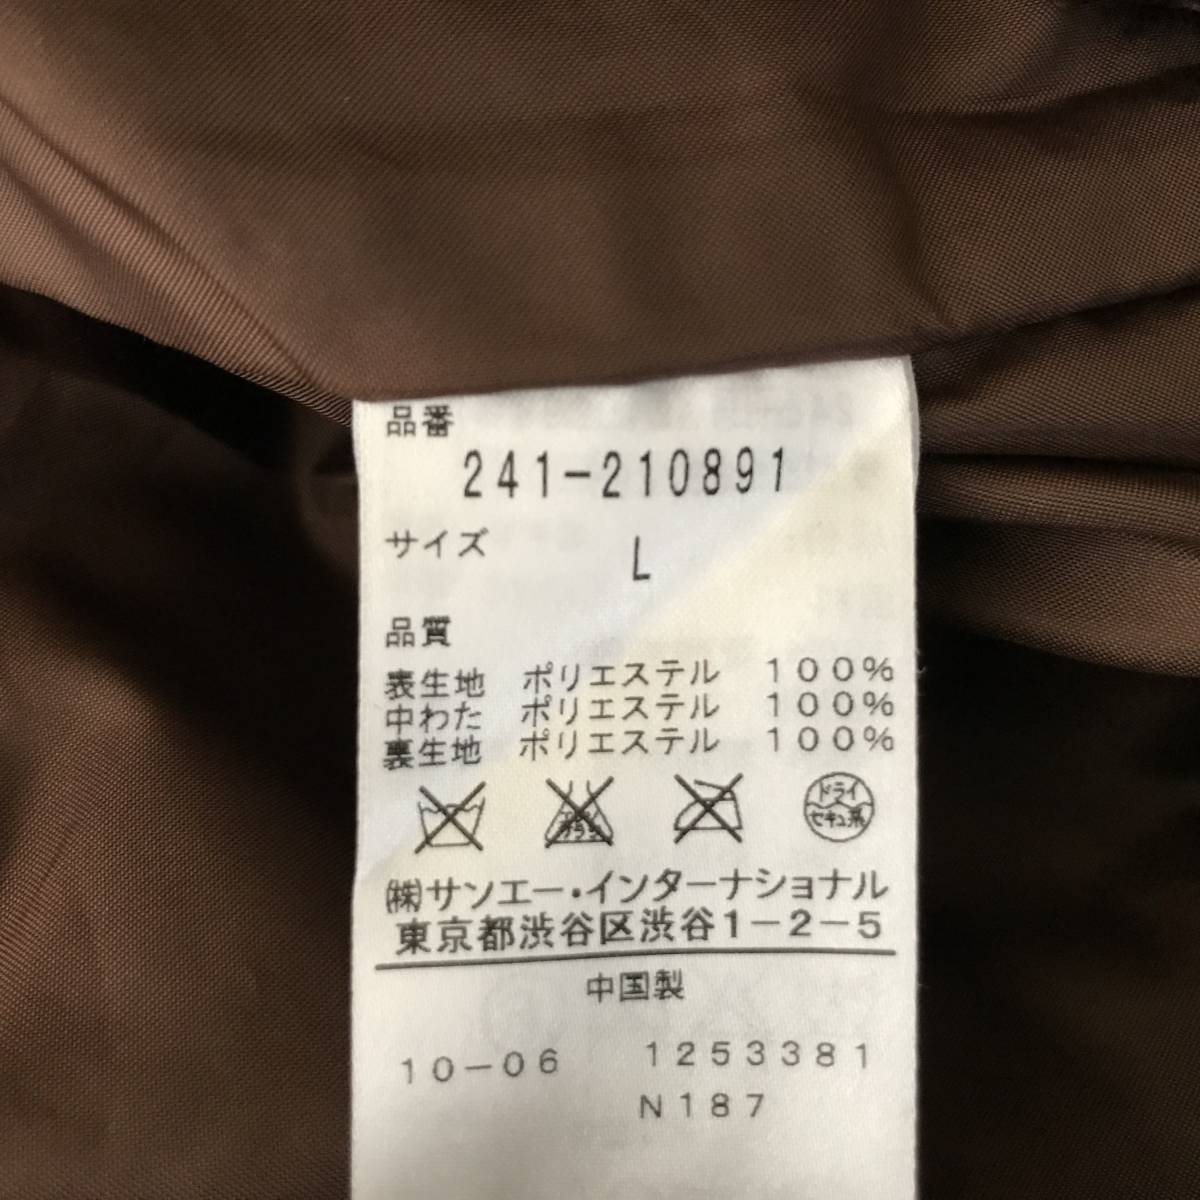 品番
241-210891
サイズ L
品質
表生地 ポリエステル 100%
中わた ポリエステル 100%
裏生地 ポリエステル 100%
ドライ
セキュ系
㈱サンエー・インターナショナル
東京都渋谷区渋谷1-2-5
中国製
10-06 1253381
N187